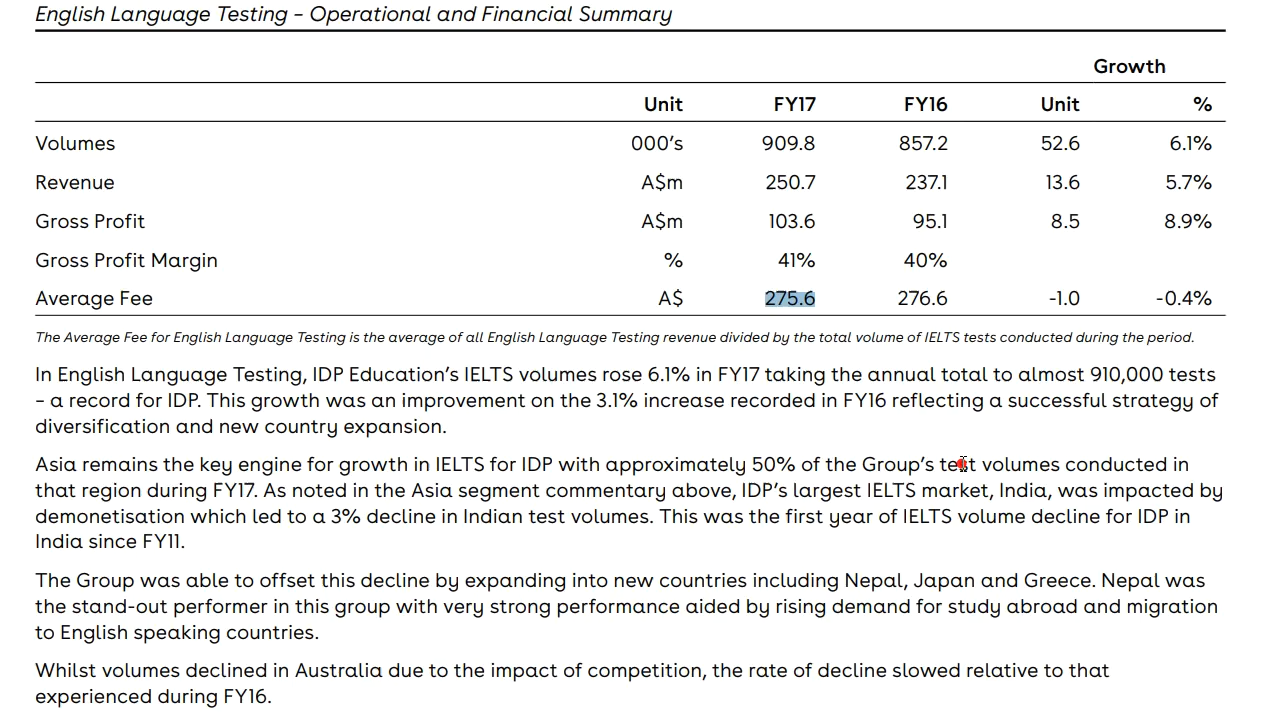 English Language Testing – Operational and Financial Summary
Growth
Unit FY17 FY16 Unit %
Volumes 000's 909.8 857.2 52.6 6.1%
Revenue A$m 250.7 237.1 13.6 5.7%
Gross Profit A$m 103.6 95.1 8.5 8.9%
Gross Profit Margin % 41% 40%
Average Fee A$ 275.6 276.6 -1.0 -0.4%
The Average Fee for English Language Testing is the average of all English Language Testing revenue divided by the total volume of IELTS tests conducted during the period.
In English Language Testing, IDP Education's IELTS volumes rose 6.1% in FY17 taking the annual total to almost 910,000 tests
– a record for IDP. This growth was an improvement on the 3.1% increase recorded in FY16 reflecting a successful strategy of
diversification and new country expansion.
Asia remains the key engine for growth in IELTS for IDP with approximately 50% of the Group's test volumes conducted in
that region during FY17. As noted in the Asia segment commentary above, IDP's largest IELTS market, India, was impacted by
demonetisation which led to a 3% decline in Indian test volumes. This was the first year of IELTS volume decline for IDP in
India since FY11.
The Group was able to offset this decline by expanding into new countries including Nepal, Japan and Greece. Nepal was
the stand-out performer in this group with very strong performance aided by rising demand for study abroad and migration
to English speaking countries.
Whilst volumes declined in Australia due to the impact of competition, the rate of decline slowed relative to that
experienced during FY16.